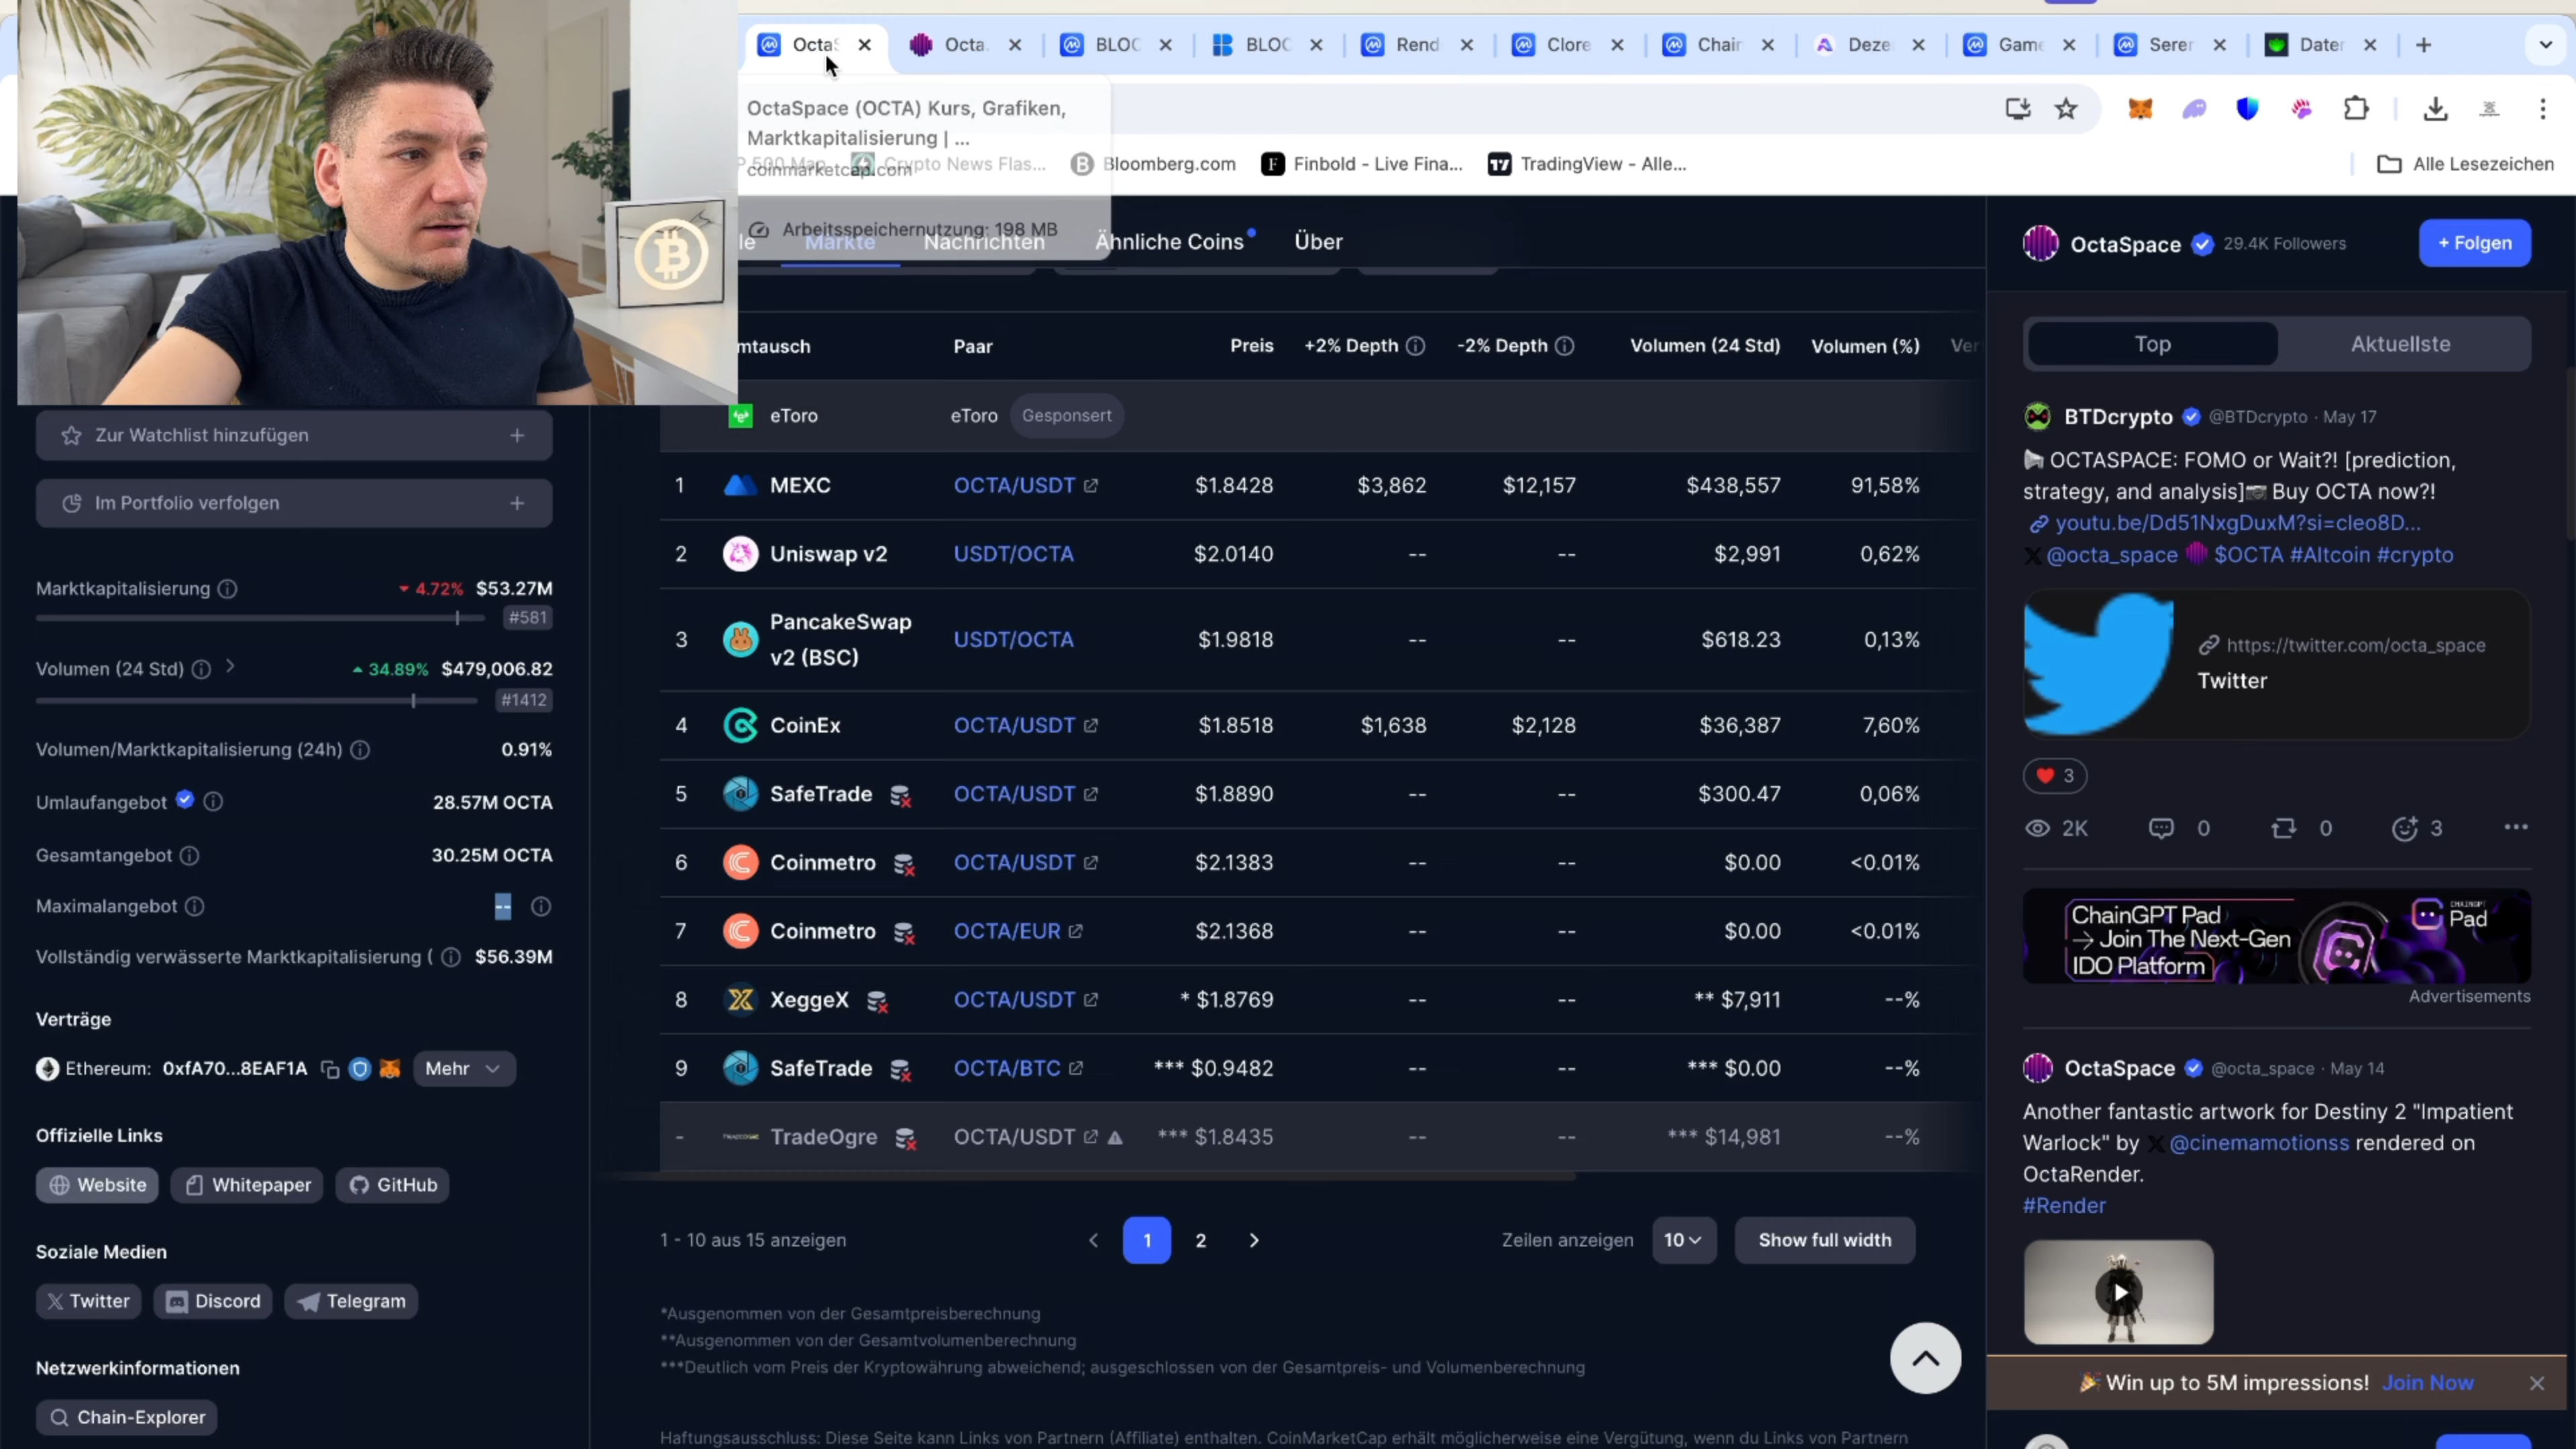 Octa
Octa.
BLOC
BLOC
Rend
Clore
Chair
Deze
Game
Serer
Dater
OctaSpace (OCTA) Kurs, Grafiken,
Marktkapitalisierung | ...
coinmarketcap.com
Arbeitsspeichernutzung: 198 MB
P 500 Map
Crypto News Flas...
Bloomberg.com
Finbold - Live Fina...
TradingView - Alle...
Alle Lesezeichen
Märkte
Nachrichten
Ähnliche Coins
Über
mtausch Paar Preis +2% Depth -2% Depth Volumen (24 Std) Volumen (%) Ver
eToro eToro Gesponsert
1 MEXC OCTA/USDT $1.8428 $3,862 $12,157 $438,557 91,58%
2 Uniswap v2 USDT/OCTA $2.0140 -- -- $2,991 0,62%
3 PancakeSwap
v2 (BSC) USDT/OCTA $1.9818 -- -- $618.23 0,13%
4 CoinEx OCTA/USDT $1.8518 $1,638 $2,128 $36,387 7,60%
5 SafeTrade OCTA/USDT $1.8890 -- -- $300.47 0,06%
6 Coinmetro OCTA/USDT $2.1383 -- -- $0.00 <0.01%
7 Coinmetro OCTA/EUR $2.1368 -- -- $0.00 <0.01%
8 XeggeX OCTA/USDT * $1.8769 -- -- ** $7,911 --%
9 SafeTrade OCTA/BTC *** $0.9482 -- -- *** $0.00 --%
- TradeOgre OCTA/USDT *** $1.8435 -- -- *** $14,981 --%
1 - 10 aus 15 anzeigen
1 2
Zeilen anzeigen 10 Show full width
*Ausgenommen von der Gesamtpreisberechnung
**Ausgenommen von der Gesamtvolumenberechnung
***Deutlich vom Preis der Kryptowährung abweichend; ausgeschlossen von der Gesamtpreis- und Volumenberechnung
Haftungsausschluss: Diese Seite kann Links von Partnern (Affiliate) enthalten. CoinMarketCap erhält möglicherweise eine Vergütung, wenn du Links von Partnern
Zur Watchlist hinzufügen +
Im Portfolio verfolgen +
Marktkapitalisierung 4.72% $53.27M
#581
Volumen (24 Std) 34.89% $479,006.82
#1412
Volumen/Marktkapitalisierung (24h) 0.91%
Umlaufangebot 28.57M OCTA
Gesamtangebot 30.25M OCTA
Maximalangebot --
Vollständig verwässerte Marktkapitalisierung ( $56.39M
Verträge
Ethereum: 0xfA70...8EAF1A Mehr
Offizielle Links
Website Whitepaper GitHub
Soziale Medien
Twitter Discord Telegram
Netzwerkinformationen
Chain-Explorer
OctaSpace 29.4K Followers + Folgen
Top Aktuellste
BTDcrypto @BTDcrypto · May 17
OCTASPACE: FOMO or Wait?! [prediction,
strategy, and analysis] Buy OCTA now?!
youtu.be/Dd51NxgDuxM?si=cleo8D...
@octa_space $OCTA #Altcoin #crypto
https://twitter.com/octa_space
Twitter
3
2K 0 0 3
ChainGPT Pad
→ Join The Next-Gen
IDO Platform
CHAINGPT
Pad
Advertisements
OctaSpace @octa_space · May 14
Another fantastic artwork for Destiny 2 "Impatient
Warlock" by @cinemamotionss rendered on
OctaRender.
#Render
Win up to 5M impressions! Join Now